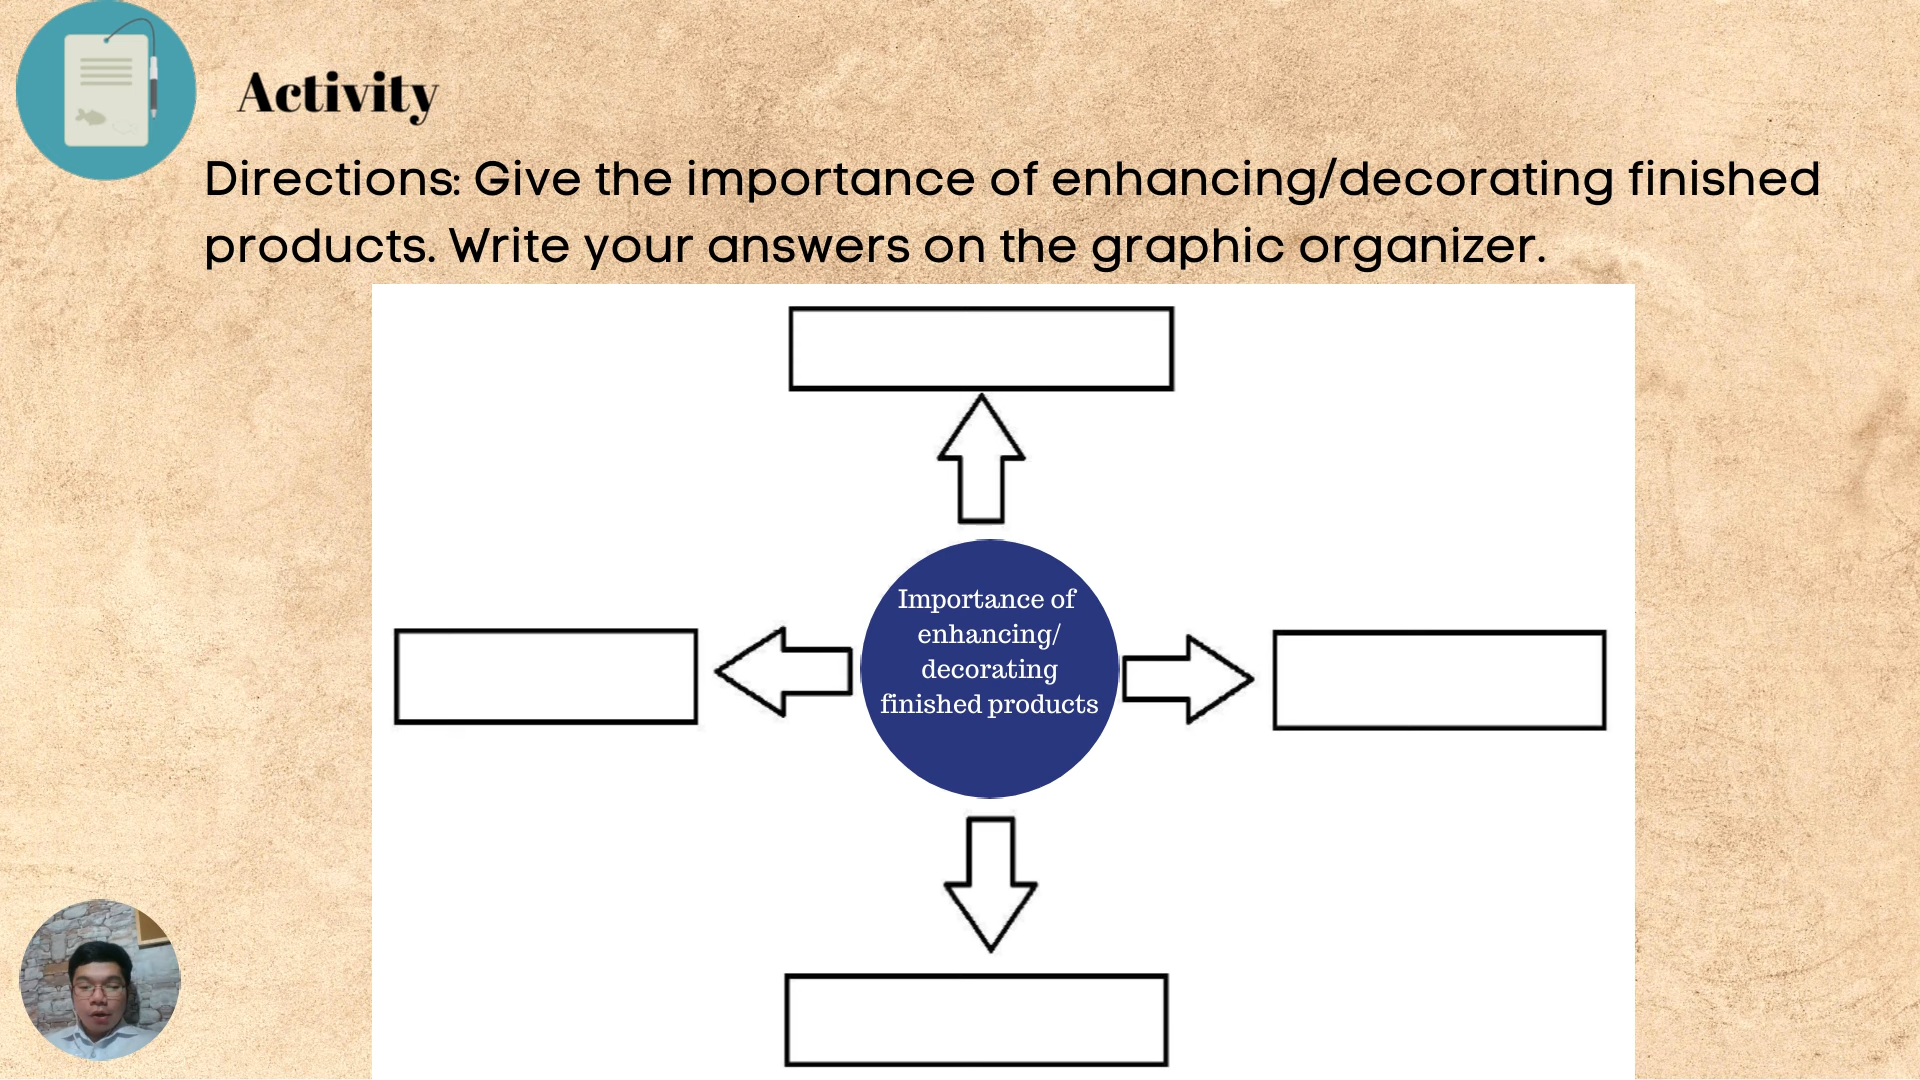 Activity
Directions: Give the importance of enhancing/decorating finished
products. Write your answers on the graphic organizer.
Importance of
enhancing/
decorating
finished products